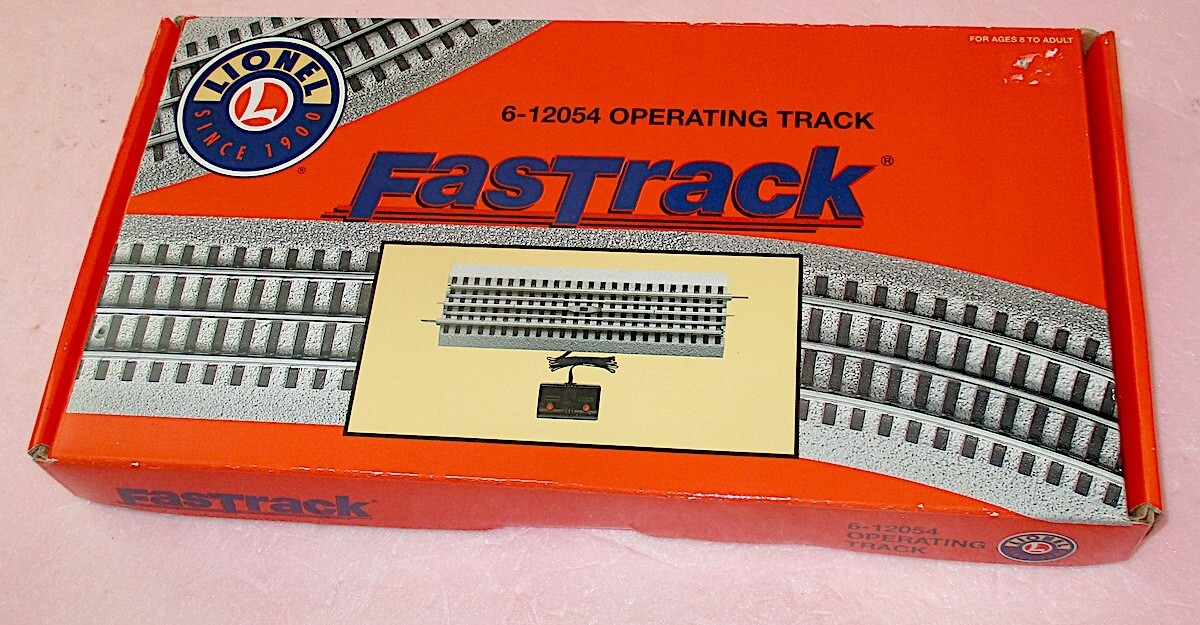 LIONEL
L
SINCE 1900
®
FOR AGES 8 TO ADULT
6-12054 OPERATING TRACK
FasTrack®
FasTrack®
6-12054
OPERATING
TRACK
LIONEL
L